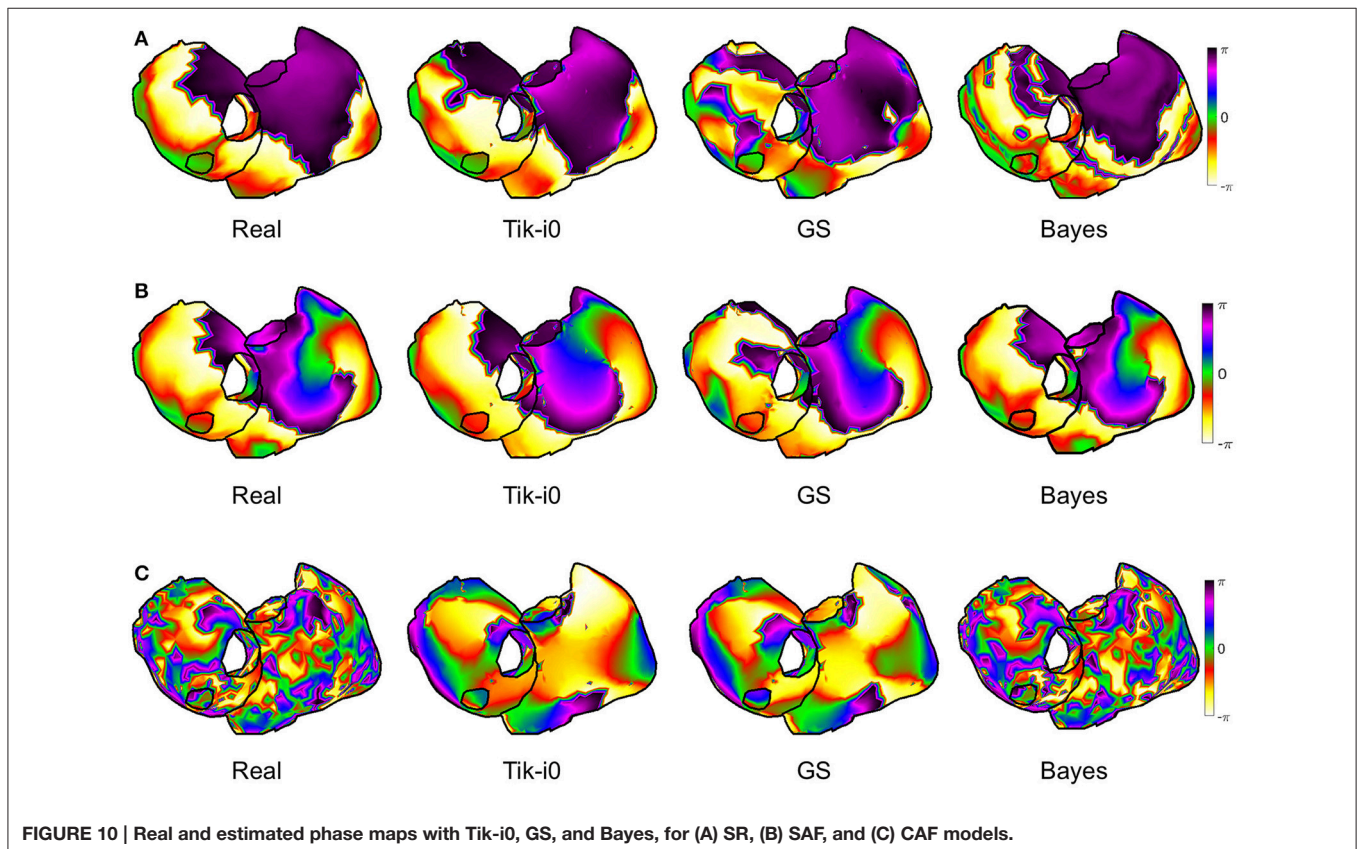 A
π
0
-π
Real Tik-i0 GS Bayes
B
π
0
-π
Real Tik-i0 GS Bayes
C
π
0
-π
Real Tik-i0 GS Bayes
FIGURE 10 | Real and estimated phase maps with Tik-i0, GS, and Bayes, for (A) SR, (B) SAF, and (C) CAF models.